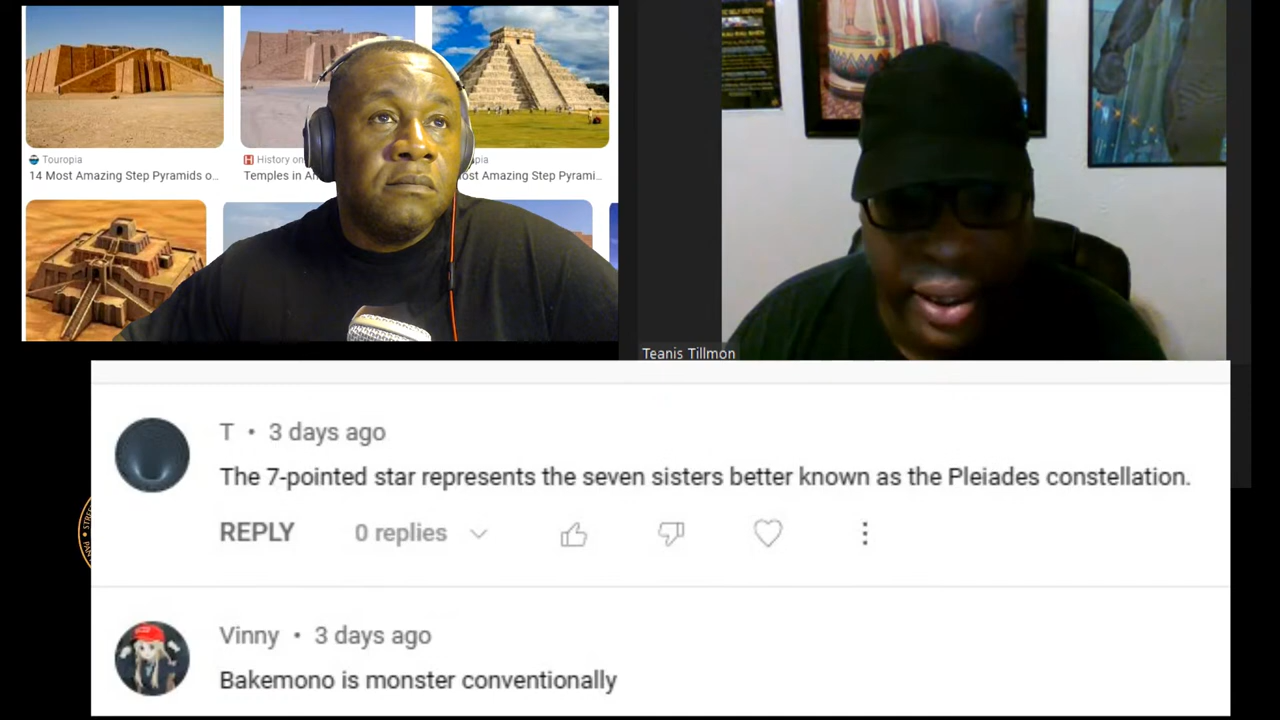 Touropia
14 Most Amazing Step Pyramids o...
History on
Temples in An
pia
ost Amazing Step Pyrami...
Teanis Tillmon
T • 3 days ago
The 7-pointed star represents the seven sisters better known as the Pleiades constellation.
REPLY 0 replies
Vinny • 3 days ago
Bakemono is monster conventionally